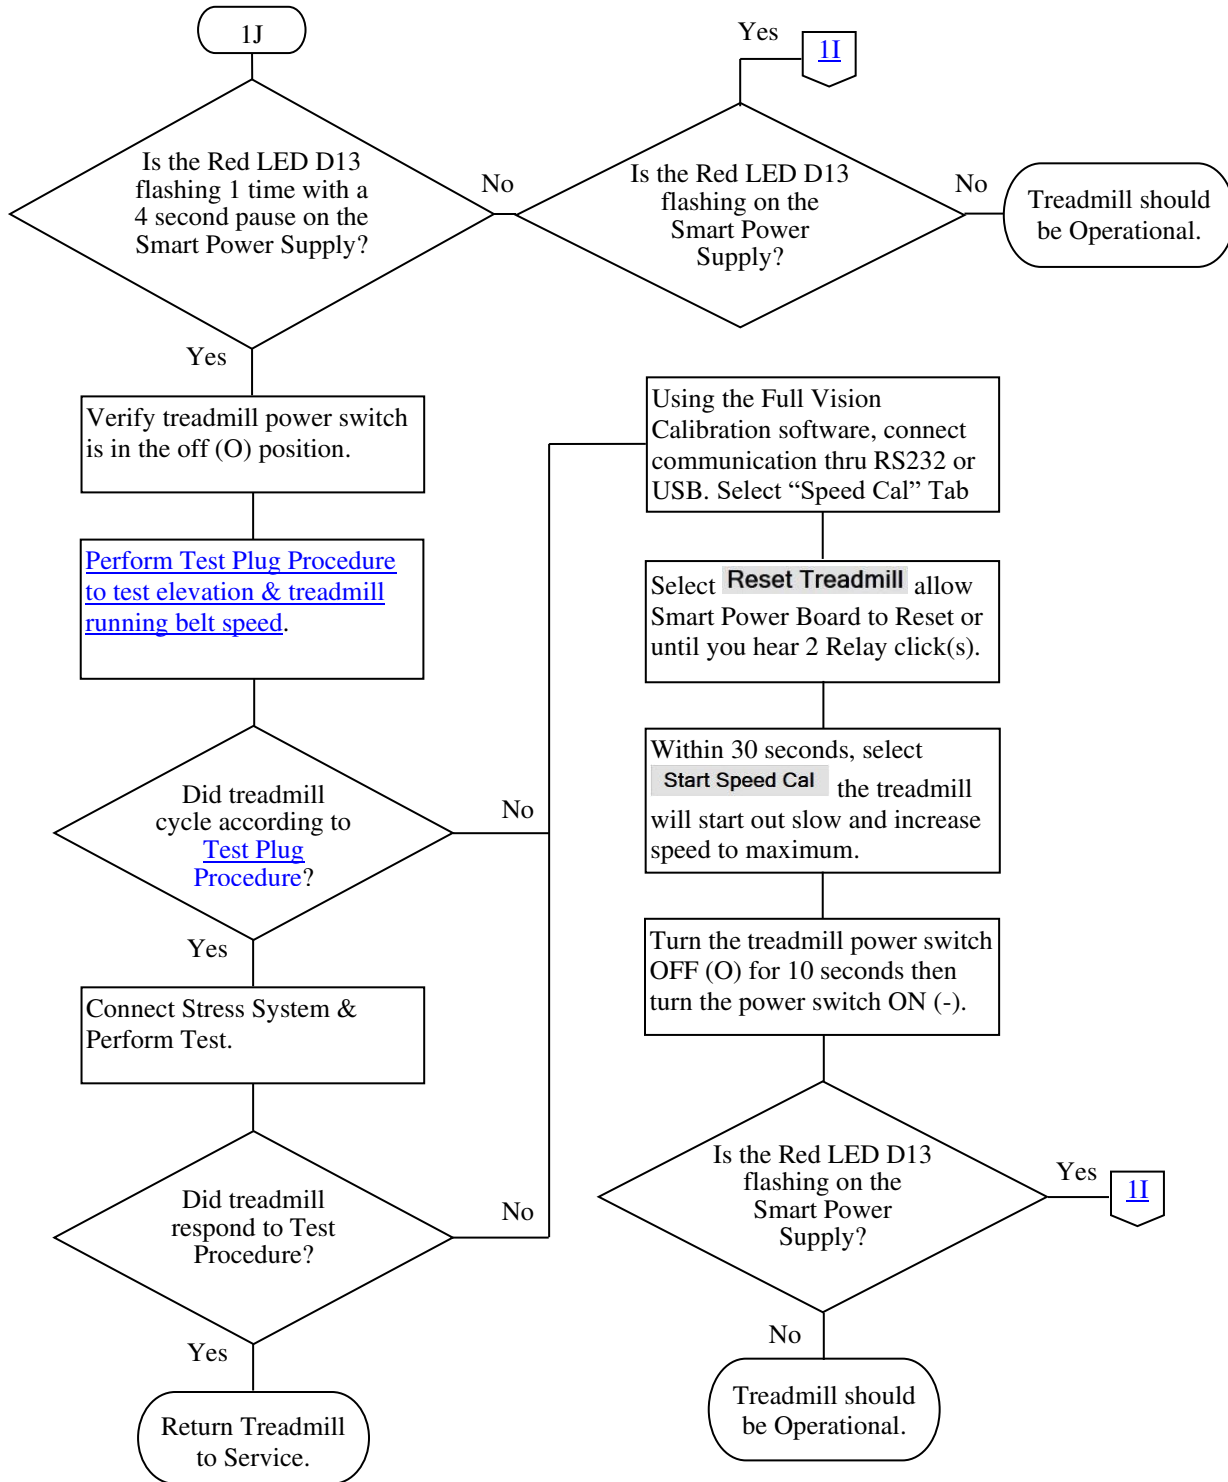 1J
Is the Red LED D13
flashing 1 time with a
4 second pause on the
Smart Power Supply?
No
Yes
1I
Is the Red LED D13
flashing on the
Smart Power
Supply?
No
Treadmill should
be Operational.
Yes
Verify treadmill power switch
is in the off (O) position.
Perform Test Plug Procedure
to test elevation & treadmill
running belt speed.
Did treadmill
cycle according to
Test Plug
Procedure?
No
Yes
Connect Stress System &
Perform Test.
Did treadmill
respond to Test
Procedure?
No
Yes
Return Treadmill
to Service.
Using the Full Vision
Calibration software, connect
communication thru RS232 or
USB. Select “Speed Cal” Tab
Select Reset Treadmill allow
Smart Power Board to Reset or
until you hear 2 Relay click(s).
Within 30 seconds, select
Start Speed Cal the treadmill
will start out slow and increase
speed to maximum.
Turn the treadmill power switch
OFF (O) for 10 seconds then
turn the power switch ON (-).
Is the Red LED D13
flashing on the
Smart Power
Supply?
Yes
1I
No
Treadmill should
be Operational.